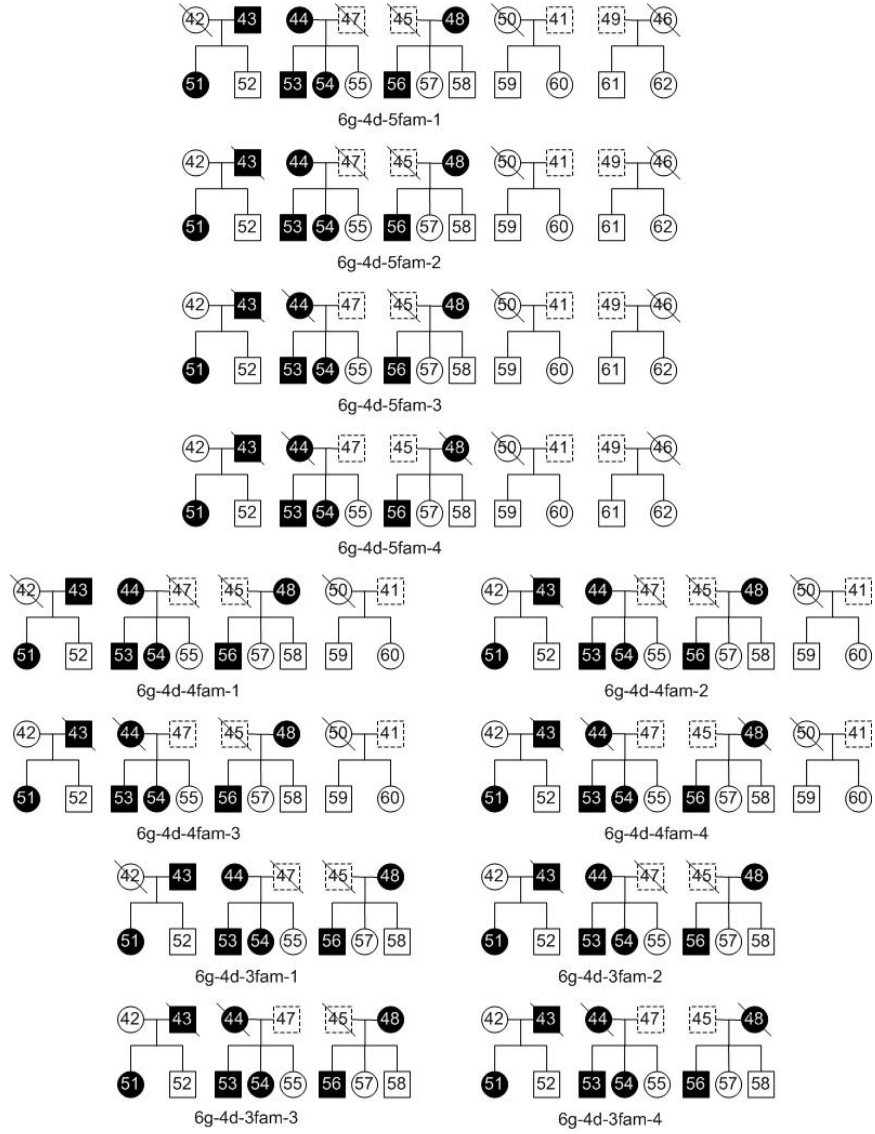 42 43 44 47 45 48 50 41 49 46
51 52 53 54 55 56 57 58 59 60 61 62
6g-4d-5fam-1
42 43 44 47 45 48 50 41 49 46
51 52 53 54 55 56 57 58 59 60 61 62
6g-4d-5fam-2
42 43 44 47 45 48 50 41 49 46
51 52 53 54 55 56 57 58 59 60 61 62
6g-4d-5fam-3
42 43 44 47 45 48 50 41 49 46
51 52 53 54 55 56 57 58 59 60 61 62
6g-4d-5fam-4
42 43 44 47 45 48 50 41
51 52 53 54 55 56 57 58 59 60
6g-4d-4fam-1
42 43 44 47 45 48 50 41
51 52 53 54 55 56 57 58 59 60
6g-4d-4fam-2
42 43 44 47 45 48 50 41
51 52 53 54 55 56 57 58 59 60
6g-4d-4fam-3
42 43 44 47 45 48 50 41
51 52 53 54 55 56 57 58 59 60
6g-4d-4fam-4
42 43 44 47 45 48
51 52 53 54 55 56 57 58
6g-4d-3fam-1
42 43 44 47 45 48
51 52 53 54 55 56 57 58
6g-4d-3fam-2
42 43 44 47 45 48
51 52 53 54 55 56 57 58
6g-4d-3fam-3
42 43 44 47 45 48
51 52 53 54 55 56 57 58
6g-4d-3fam-4